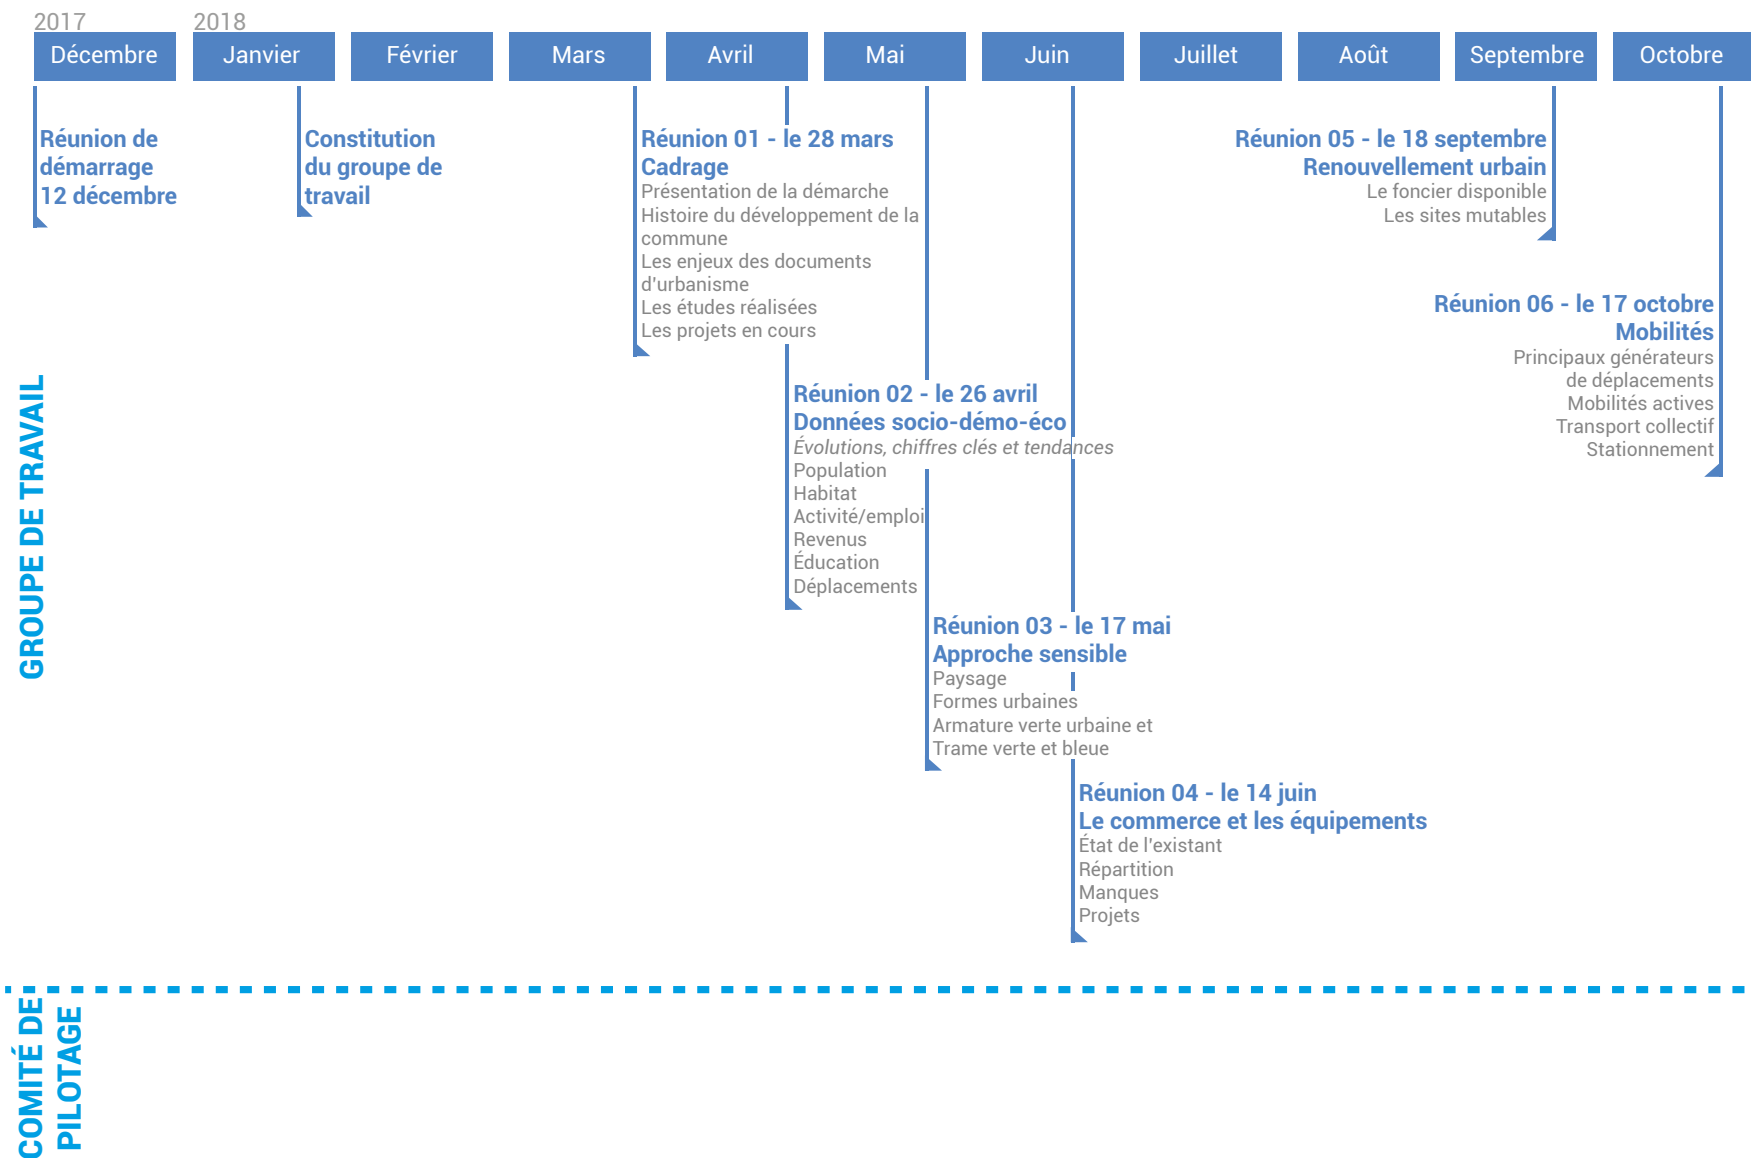 2017
2018
Décembre
Janvier
Février
Mars
Avril
Mai
Juin
Juillet
Août
Septembre
Octobre
GROUPE DE TRAVAIL
Réunion de
démarrage
12 décembre
Constitution
du groupe de
travail
Réunion 01 - le 28 mars
Cadrage
Présentation de la démarche
Histoire du développement de la
commune
Les enjeux des documents
d'urbanisme
Les études réalisées
Les projets en cours
Réunion 02 - le 26 avril
Données socio-démo-éco
Évolutions, chiffres clés et tendances
Population
Habitat
Activité/emploi
Revenus
Éducation
Déplacements
Réunion 03 - le 17 mai
Approche sensible
Paysage
Formes urbaines
Armature verte urbaine et
Trame verte et bleue
Réunion 04 - le 14 juin
Le commerce et les équipements
État de l'existant
Répartition
Manques
Projets
Réunion 05 - le 18 septembre
Renouvellement urbain
Le foncier disponible
Les sites mutables
Réunion 06 - le 17 octobre
Mobilités
Principaux générateurs
de déplacements
Mobilités actives
Transport collectif
Stationnement
COMITÉ DE
PILOTAGE